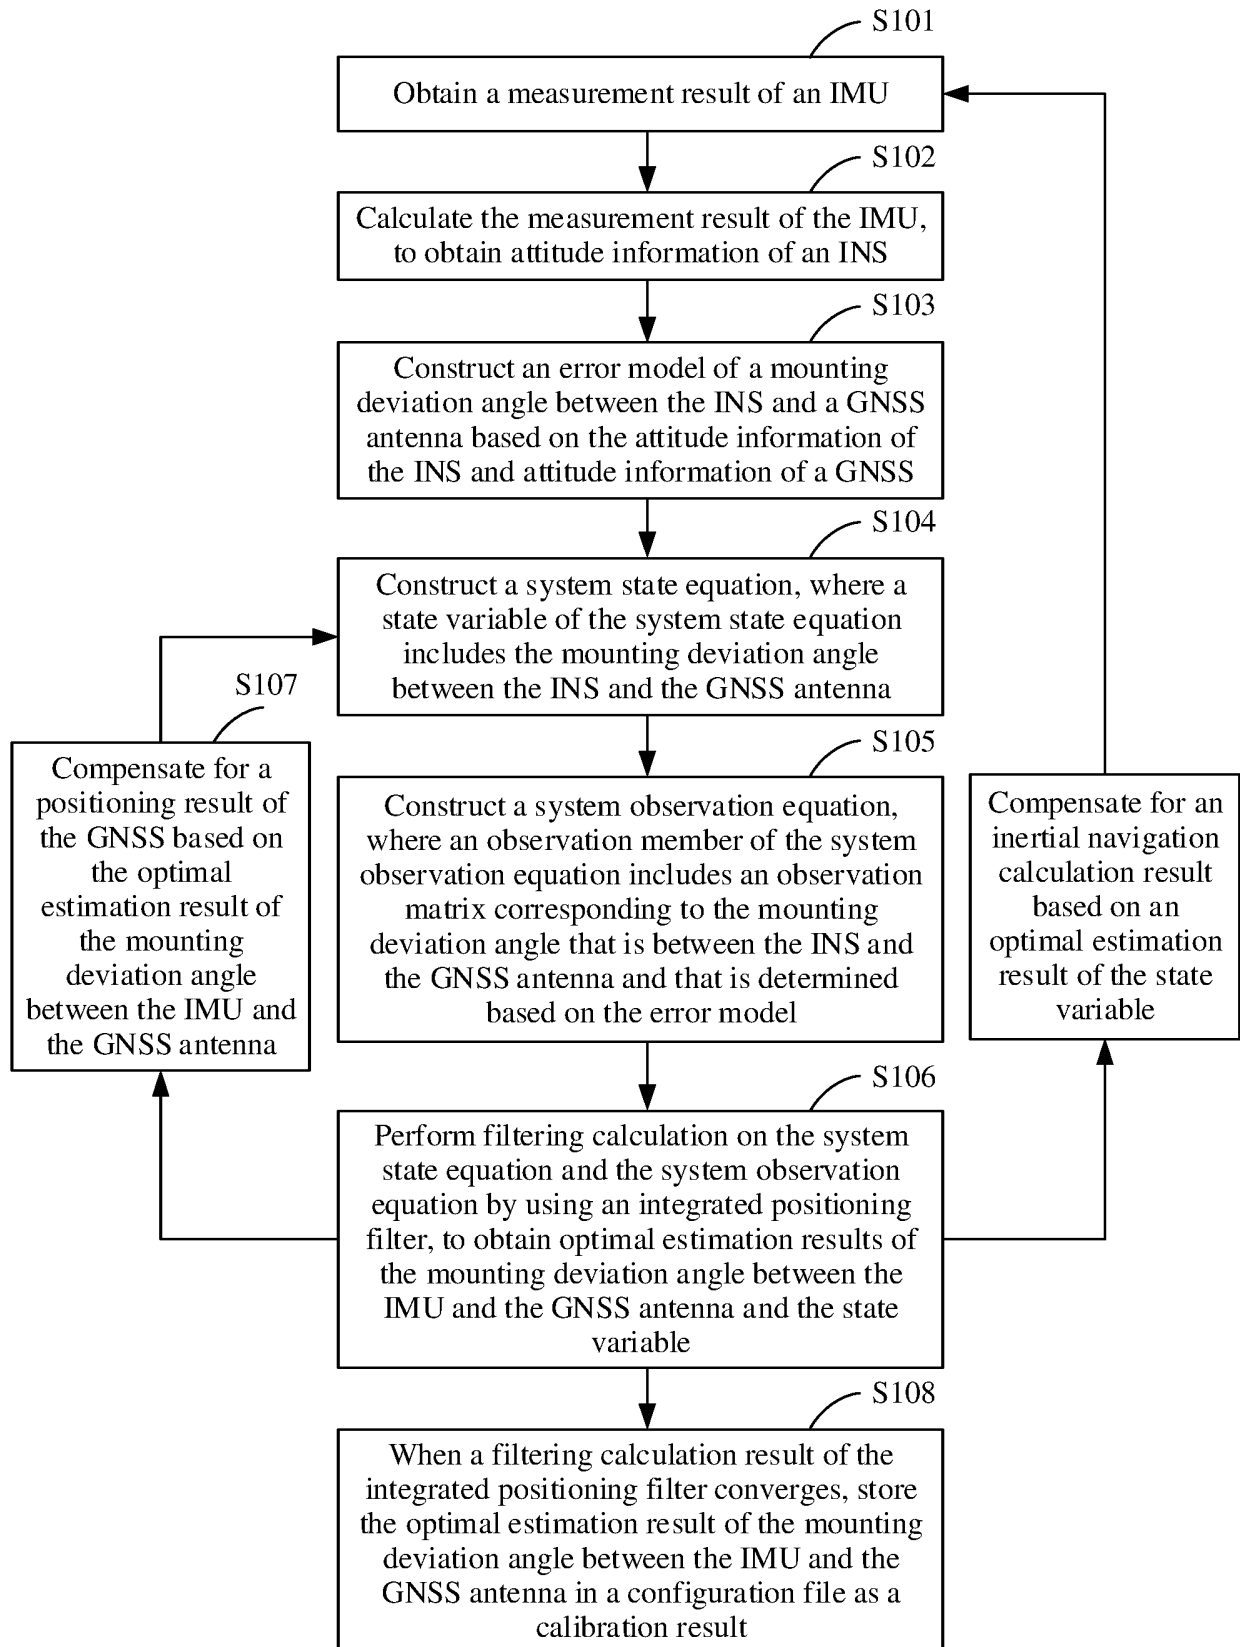 S101
Obtain a measurement result of an IMU
S102
Calculate the measurement result of the IMU,
to obtain attitude information of an INS
S103
Construct an error model of a mounting
deviation angle between the INS and a GNSS
antenna based on the attitude information of
the INS and attitude information of a GNSS
S104
Construct a system state equation, where a
state variable of the system state equation
includes the mounting deviation angle
between the INS and the GNSS antenna
S107
Compensate for a
positioning result of
the GNSS based on
the optimal
estimation result of
the mounting
deviation angle
between the IMU and
the GNSS antenna
S105
Construct a system observation equation,
where an observation member of the system
observation equation includes an observation
matrix corresponding to the mounting
deviation angle that is between the INS and
the GNSS antenna and that is determined
based on the error model
Compensate for an
inertial navigation
calculation result
based on an
optimal estimation
result of the state
variable
S106
Perform filtering calculation on the system
state equation and the system observation
equation by using an integrated positioning
filter, to obtain optimal estimation results of
the mounting deviation angle between the
IMU and the GNSS antenna and the state
variable
S108
When a filtering calculation result of the
integrated positioning filter converges, store
the optimal estimation result of the mounting
deviation angle between the IMU and the
GNSS antenna in a configuration file as a
calibration result